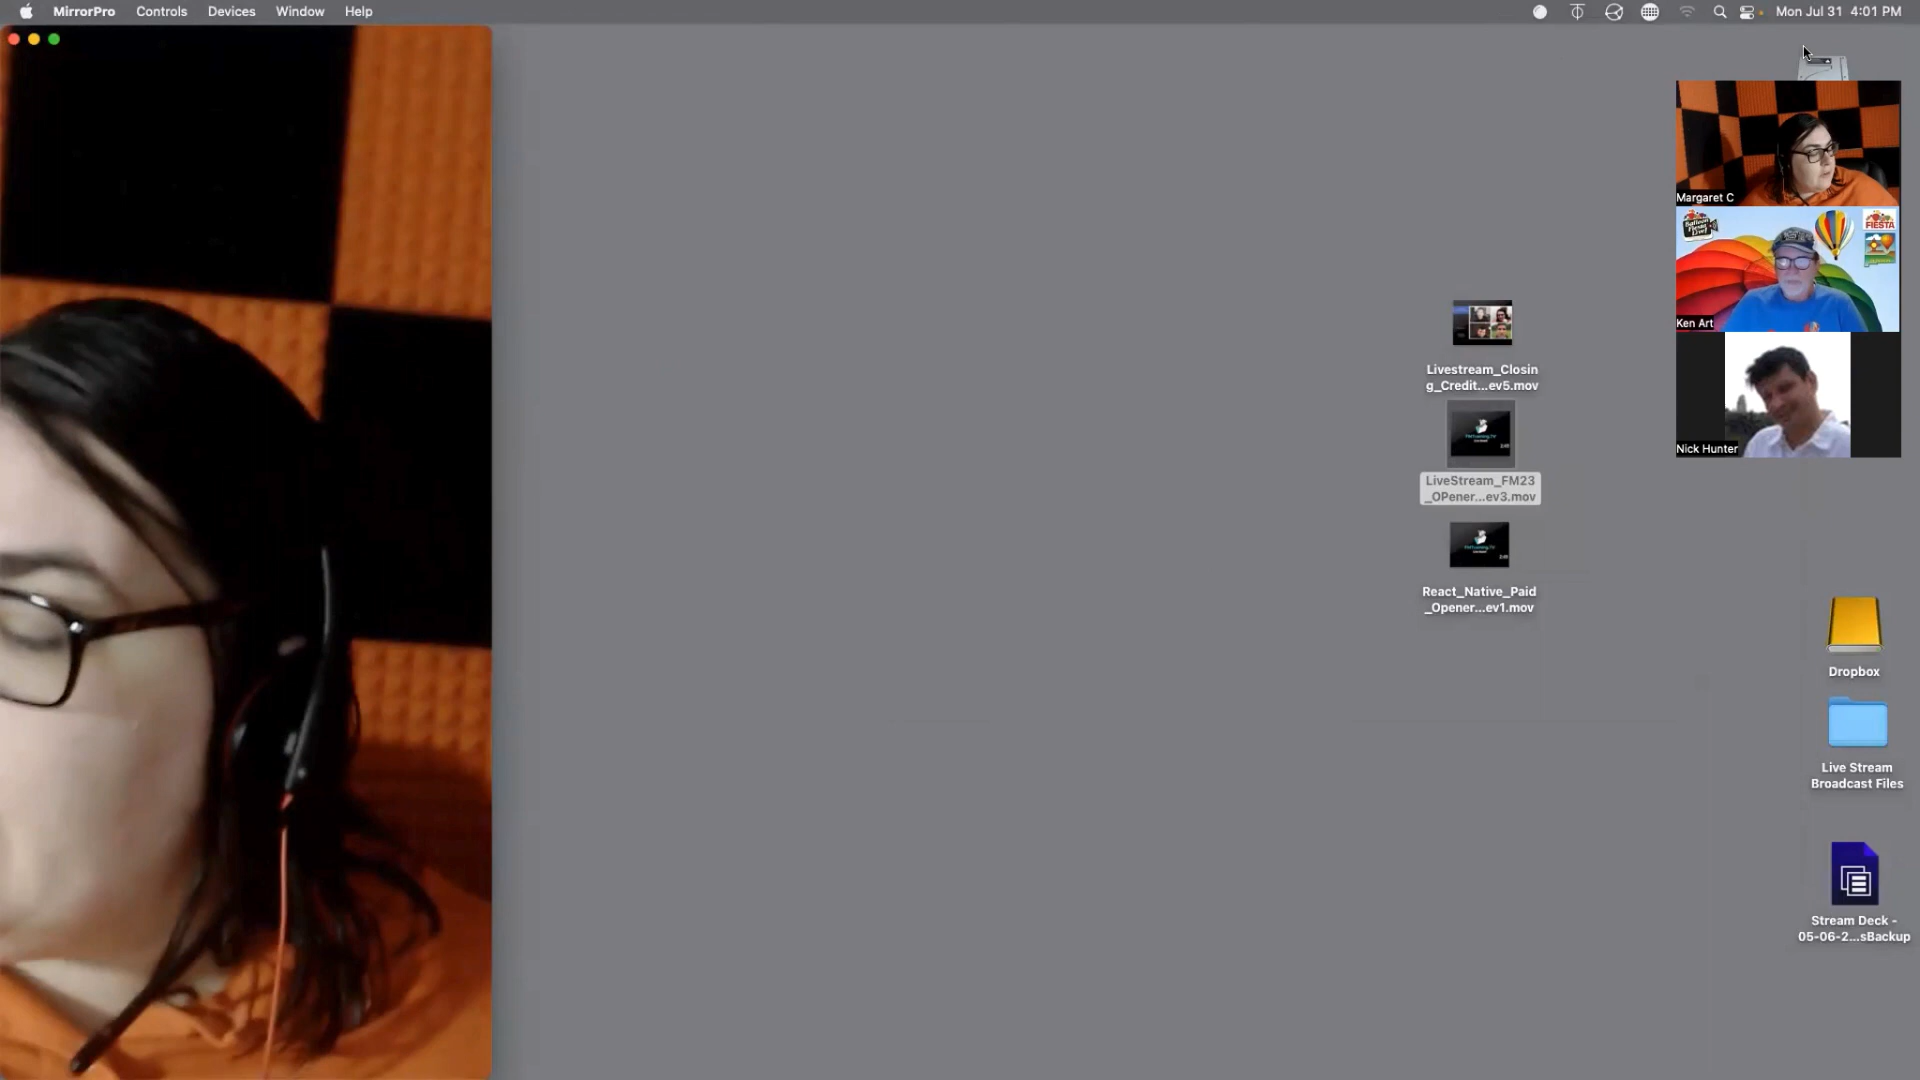 MirrorPro Controls Devices Window Help
Mon Jul 31 4:01 PM
Margaret C
FIESTA
Ken Art
Nick Hunter
Livestream_Closin
g_Credit...ev5.mov
LiveStream_FM23
_OPener...ev3.mov
React_Native_Paid
_Opener...ev1.mov
Dropbox
Live Stream
Broadcast Files
Stream Deck -
05-06-2...sBackup